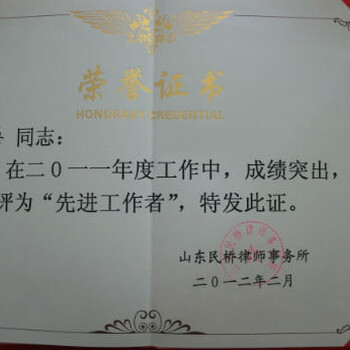 荣誉证书
HONORARY CREDENTIAL
同志：
在二0一一年度工作中，成绩突出，
评为“先进工作者”，特发此证。
山东民桥律师事务所
二0一二年二月